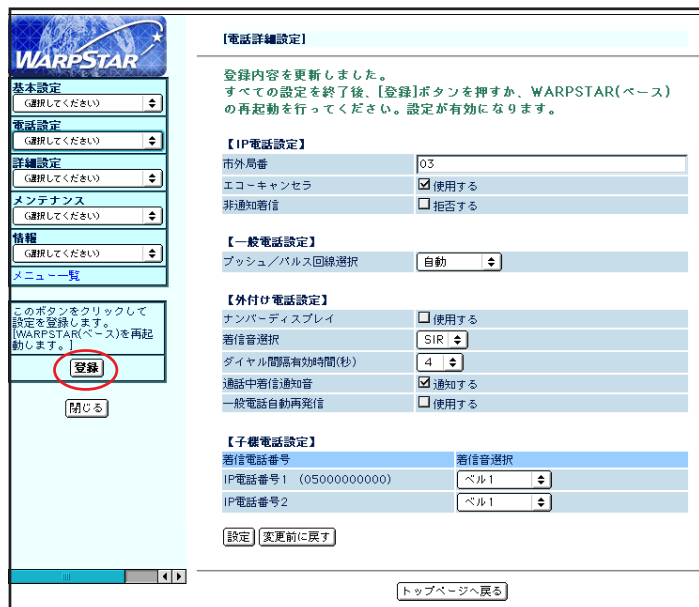 WARPSTAR
基本設定
(選択してください)
電話設定
(選択してください)
詳細設定
(選択してください)
メンテナンス
(選択してください)
情報
(選択してください)
メニュー一覧
このボタンをクリックして
設定を登録します。
[WARPSTAR(ベース)を再起
動します。]
登録
閉じる
[電話詳細設定]
登録内容を更新しました。
すべての設定を終了後、[登録]ボタンを押すか、WARPSTAR(ベース)
の再起動を行ってください。設定が有効になります。
【IP電話設定】
市外局番 03
エコーキャンセラ 使用する
非通知着信 拒否する
【一般電話設定】
プッシュ／パルス回線選択 自動
【外付け電話設定】
ナンバーディスプレイ 使用する
着信音選択 SIR
ダイヤル間隔有効時間(秒) 4
通話中着信通知音 通知する
一般電話自動再発信 使用する
【子機電話設定】
着信電話番号 着信音選択
IP電話番号1 (05000000000) ベル1
IP電話番号2 ベル1
設定 変更前に戻す
トップページへ戻る